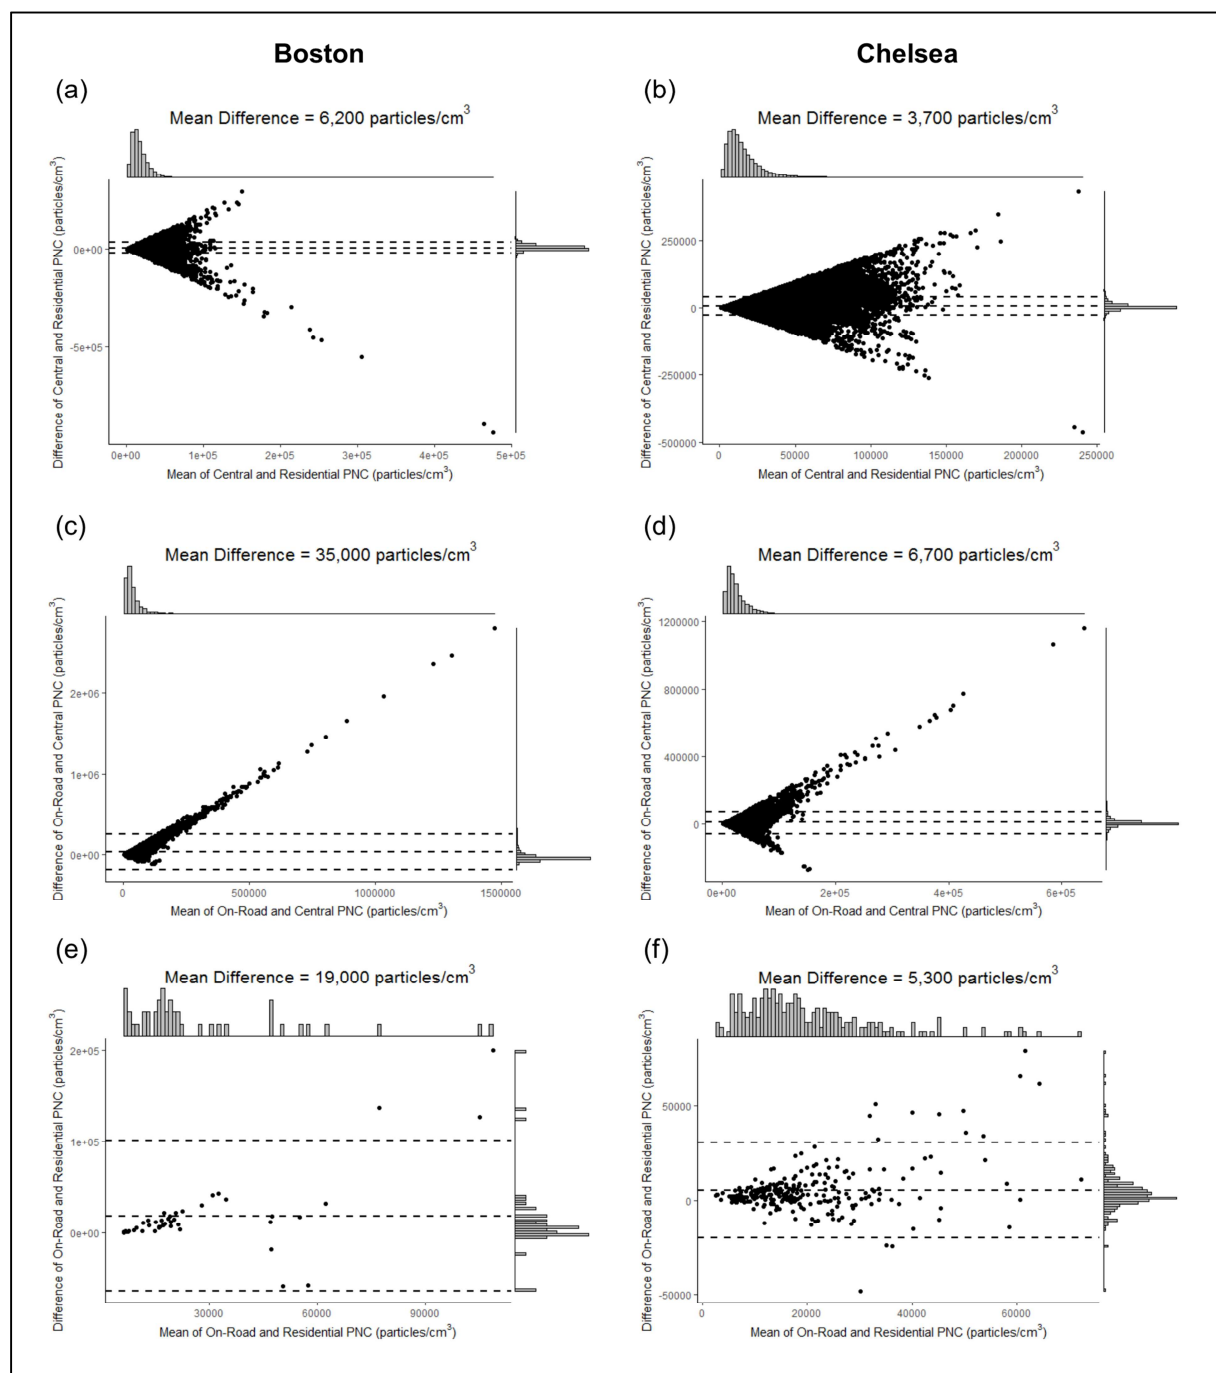 Boston
Chelsea
(a)
Mean Difference = 6,200 particles/cm³
Difference of Central and Residential PNC (particles/cm³)
0e+00
-5e+05
0e+00 1e+05 2e+05 3e+05 4e+05 5e+05
Mean of Central and Residential PNC (particles/cm³)
(b)
Mean Difference = 3,700 particles/cm³
Difference of Central and Residential PNC (particles/cm³)
250000
0
-250000
-500000
0 50000 100000 150000 200000 250000
Mean of Central and Residential PNC (particles/cm³)
(c)
Mean Difference = 35,000 particles/cm³
Difference of On-Road and Central PNC (particles/cm³)
2e+06
1e+06
0e+00
0 500000 1000000 1500000
Mean of On-Road and Central PNC (particles/cm³)
(d)
Mean Difference = 6,700 particles/cm³
Difference of On-Road and Central PNC (particles/cm³)
1200000
800000
400000
0
0e+00 2e+05 4e+05 6e+05
Mean of On-Road and Central PNC (particles/cm³)
(e)
Mean Difference = 19,000 particles/cm³
Difference of On-Road and Residential PNC (particles/cm³)
2e+05
1e+05
0e+00
30000 60000 90000
Mean of On-Road and Residential PNC (particles/cm³)
(f)
Mean Difference = 5,300 particles/cm³
Difference of On-Road and Residential PNC (particles/cm³)
50000
0
-50000
0 20000 40000 60000
Mean of On-Road and Residential PNC (particles/cm³)